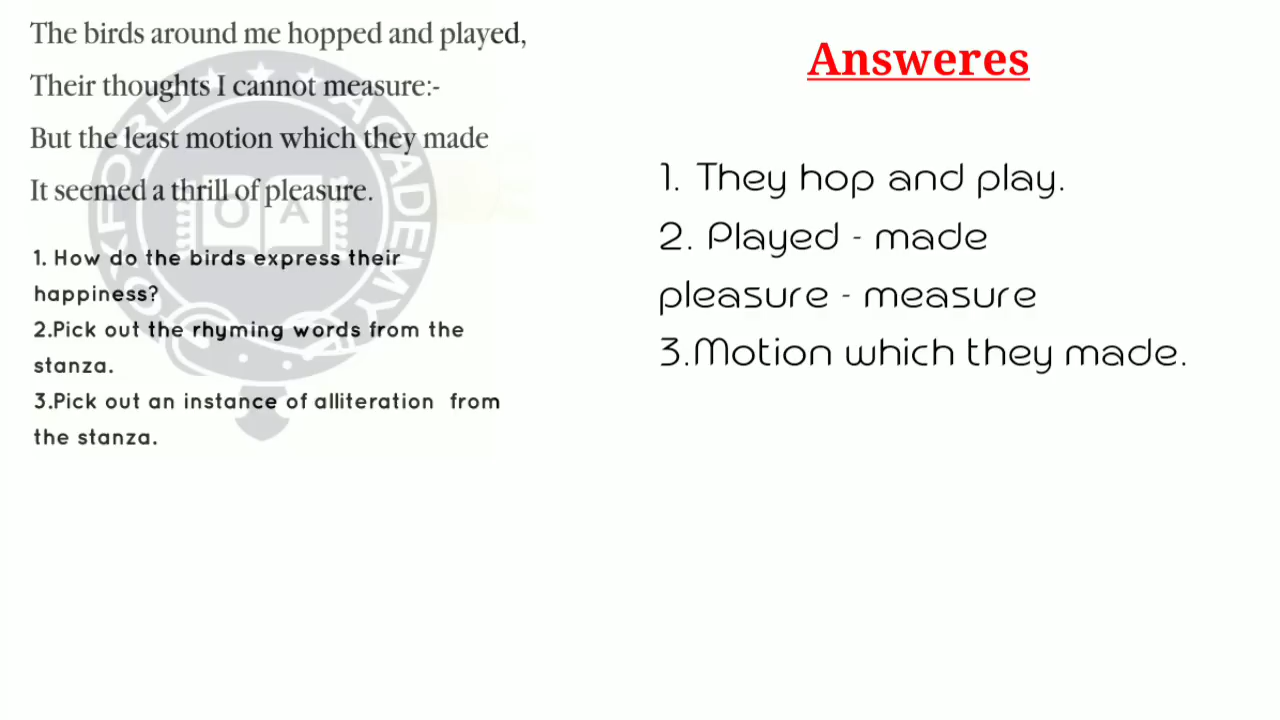 The birds around me hopped and played,
Their thoughts I cannot measure:-
But the least motion which they made
It seemed a thrill of pleasure.
1. How do the birds express their
happiness?
2.Pick out the rhyming words from the
stanza.
3.Pick out an instance of alliteration from
the stanza.
OXFORD ACADEMY
O A
Answeres
1. They hop and play.
2. Played - made
pleasure - measure
3.Motion which they made.